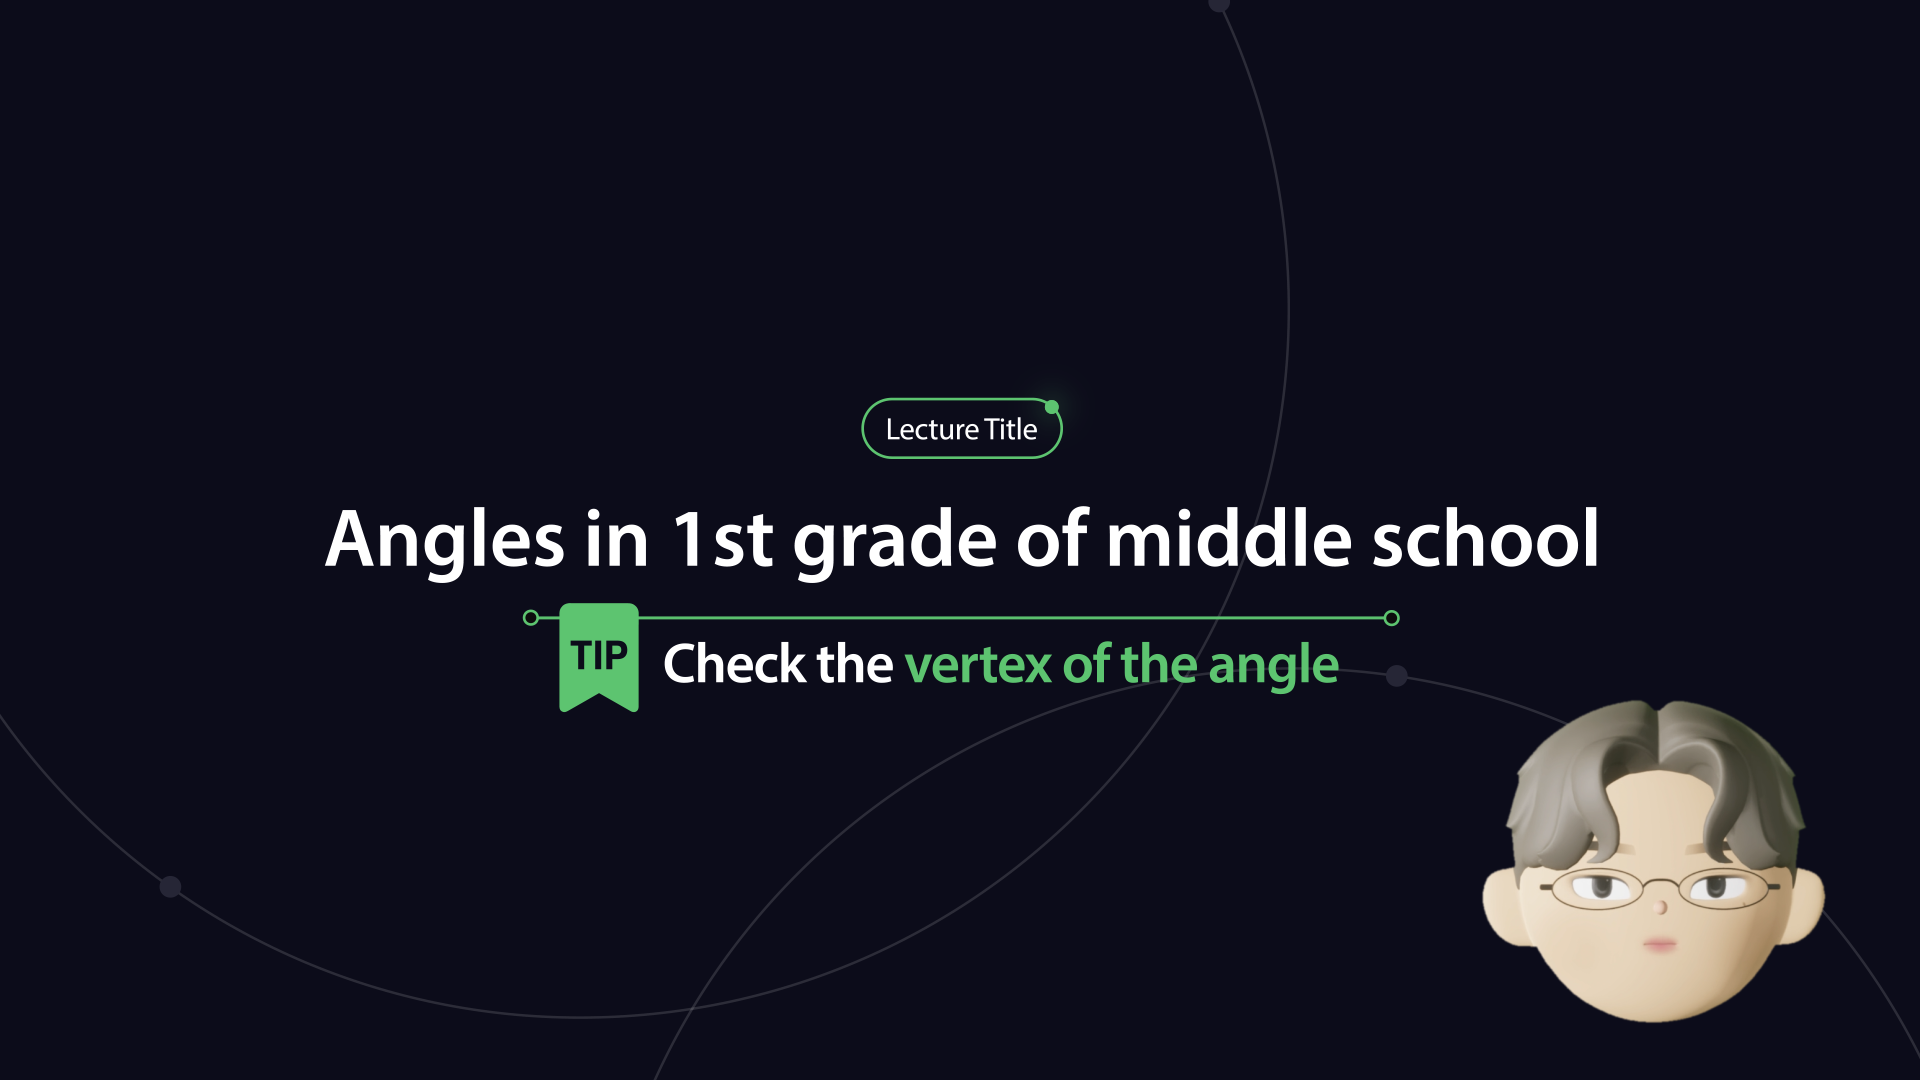 Lecture Title
Angles in 1st grade of middle school
TIP
Check the vertex of the angle